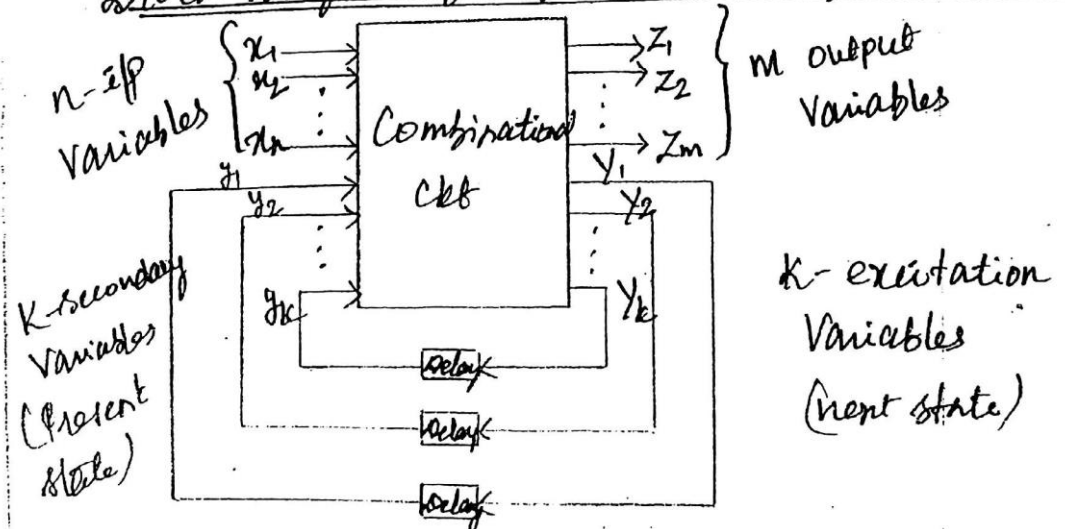 n-i/p
Variables
x1
x2
xn
y1
y2
yk
Combinational
Ckt
Z1
Z2
Zm
m output
Variables
Y1
Y2
Yk
K-secondary
Variables
(Present
state)
K-excitation
Variables
(next state)
Delay
Delay
Delay